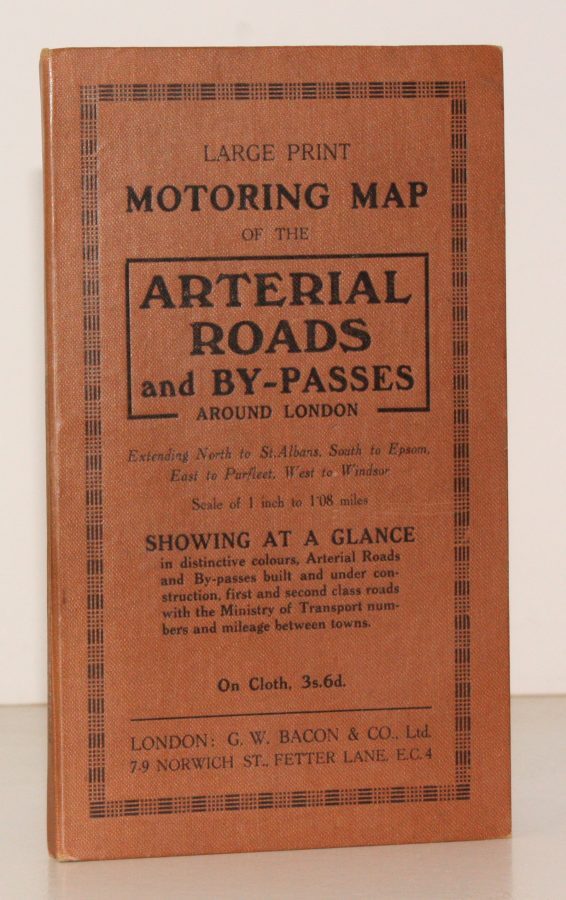 LARGE PRINT
MOTORING MAP
OF THE
ARTERIAL
ROADS
and BY-PASSES
AROUND LONDON
Extending North to St.Albans, South to Epsom,
East to Purfleet, West to Windsor
Scale of 1 inch to 1'08 miles
SHOWING AT A GLANCE
in distinctive colours, Arterial Roads
and By-passes built and under con-
struction, first and second class roads
with the Ministry of Transport num-
bers and mileage between towns.
On Cloth, 3s.6d.
LONDON: G. W. BACON & CO., Ltd.
7-9 NORWICH ST., FETTER LANE, E.C.4